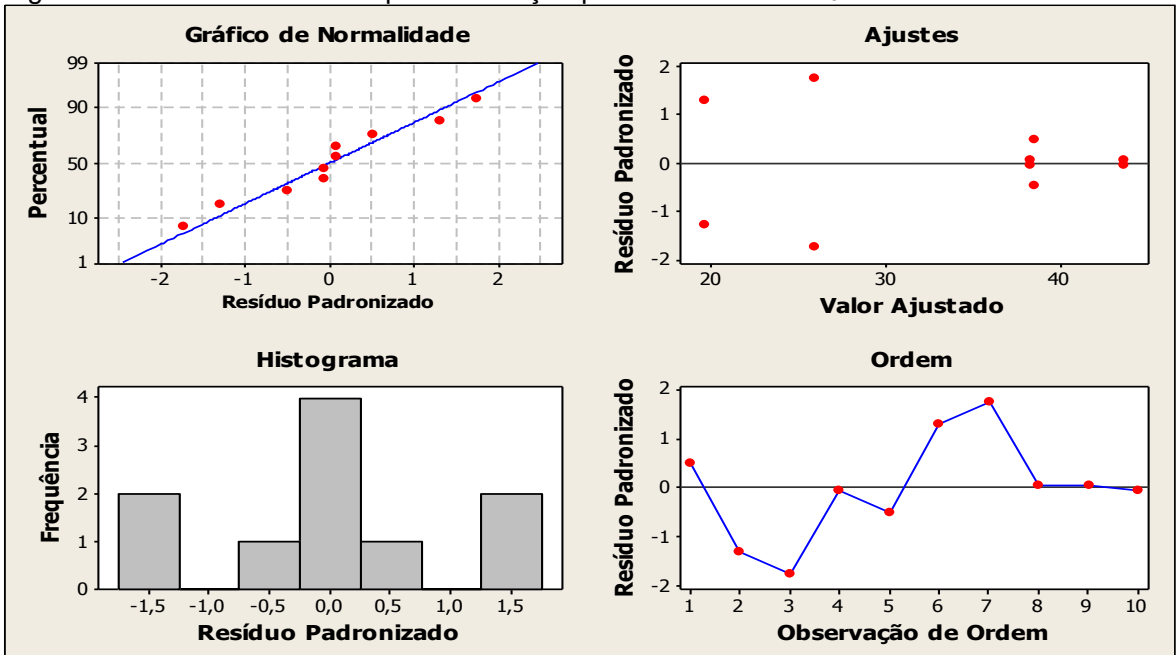 Gráfico de Normalidade
Percentual
99
90
50
10
1
-2 -1 0 1 2
Resíduo Padronizado
Ajustes
Resíduo Padronizado
2
1
0
-1
-2
20 30 40
Valor Ajustado
Histograma
Frequência
4
3
2
1
0
-1,5 -1,0 -0,5 0,0 0,5 1,0 1,5
Resíduo Padronizado
Ordem
Resíduo Padronizado
2
1
0
-1
-2
1 2 3 4 5 6 7 8 9 10
Observação de Ordem